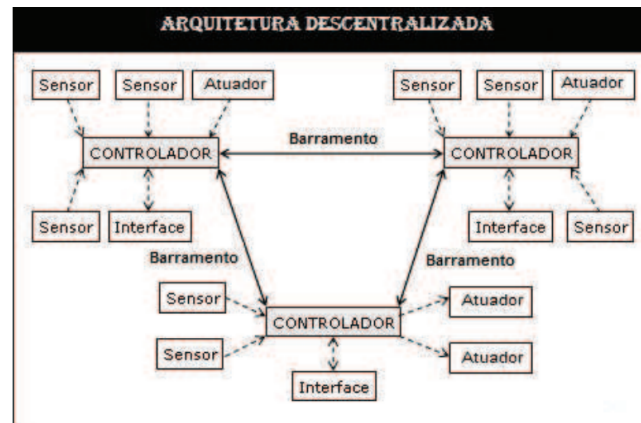 ARQUITETURA DESCENTRALIZADA
Sensor Sensor Atuador Sensor Sensor Atuador
Barramento
CONTROLADOR CONTROLADOR
Sensor Interface Interface Sensor
Barramento Barramento
Sensor Atuador
CONTROLADOR
Sensor Atuador
Interface